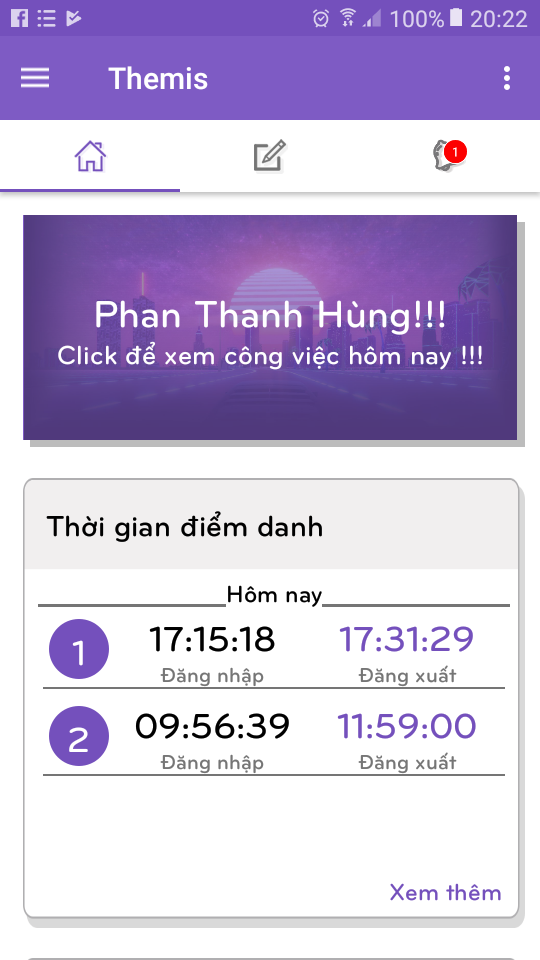 100% 20:22
Themis
1
Phan Thanh Hùng!!!
Click để xem công việc hôm nay !!!
Thời gian điểm danh
Hôm nay
1 17:15:18 17:31:29
Đăng nhập Đăng xuất
2 09:56:39 11:59:00
Đăng nhập Đăng xuất
Xem thêm